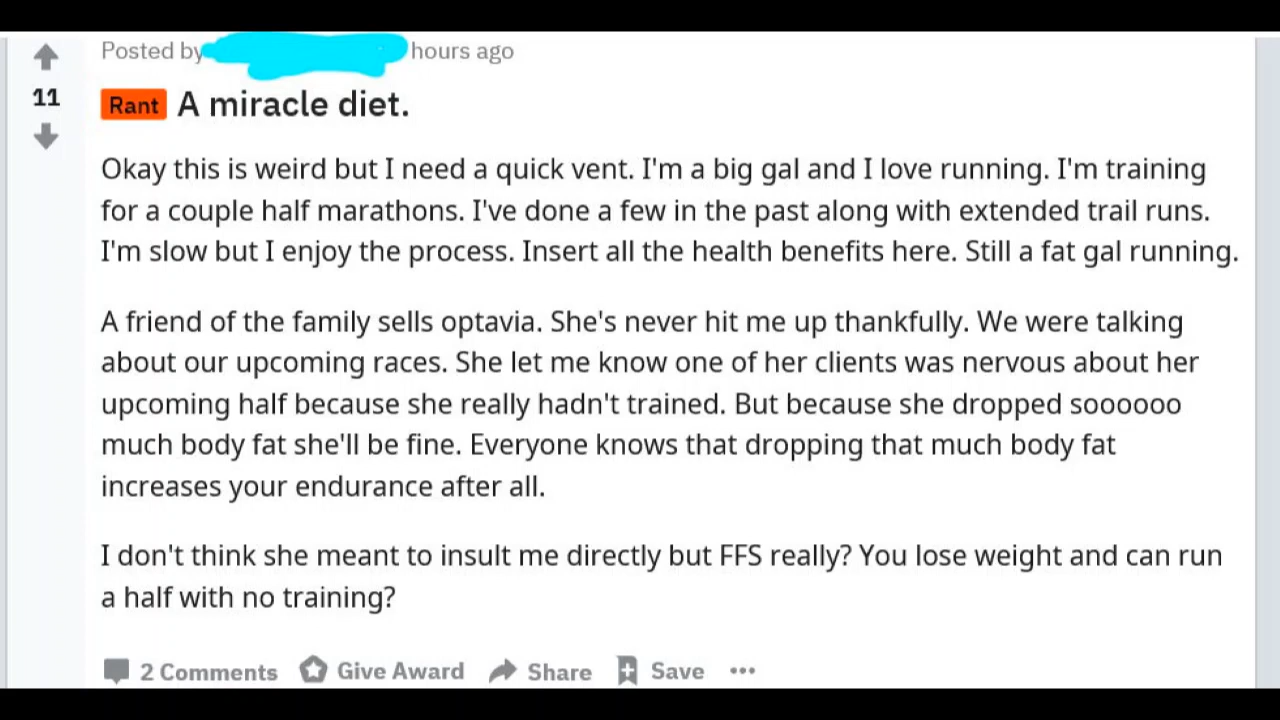 Posted by hours ago
11
Rant A miracle diet.
Okay this is weird but I need a quick vent. I'm a big gal and I love running. I'm training
for a couple half marathons. I've done a few in the past along with extended trail runs.
I'm slow but I enjoy the process. Insert all the health benefits here. Still a fat gal running.
A friend of the family sells optavia. She's never hit me up thankfully. We were talking
about our upcoming races. She let me know one of her clients was nervous about her
upcoming half because she really hadn't trained. But because she dropped soooooo
much body fat she'll be fine. Everyone knows that dropping that much body fat
increases your endurance after all.
I don't think she meant to insult me directly but FFS really? You lose weight and can run
a half with no training?
2 Comments Give Award Share Save •••